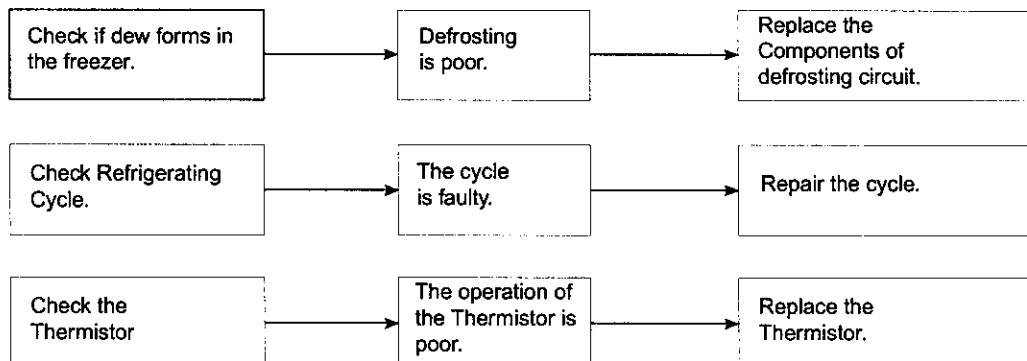 Check if dew forms in
the freezer.
Defrosting
is poor.
Replace the
Components of
defrosting circuit.
Check Refrigerating
Cycle.
The cycle
is faulty.
Repair the cycle.
Check the
Thermistor
The operation of
the Thermistor is
poor.
Replace the
Thermistor.